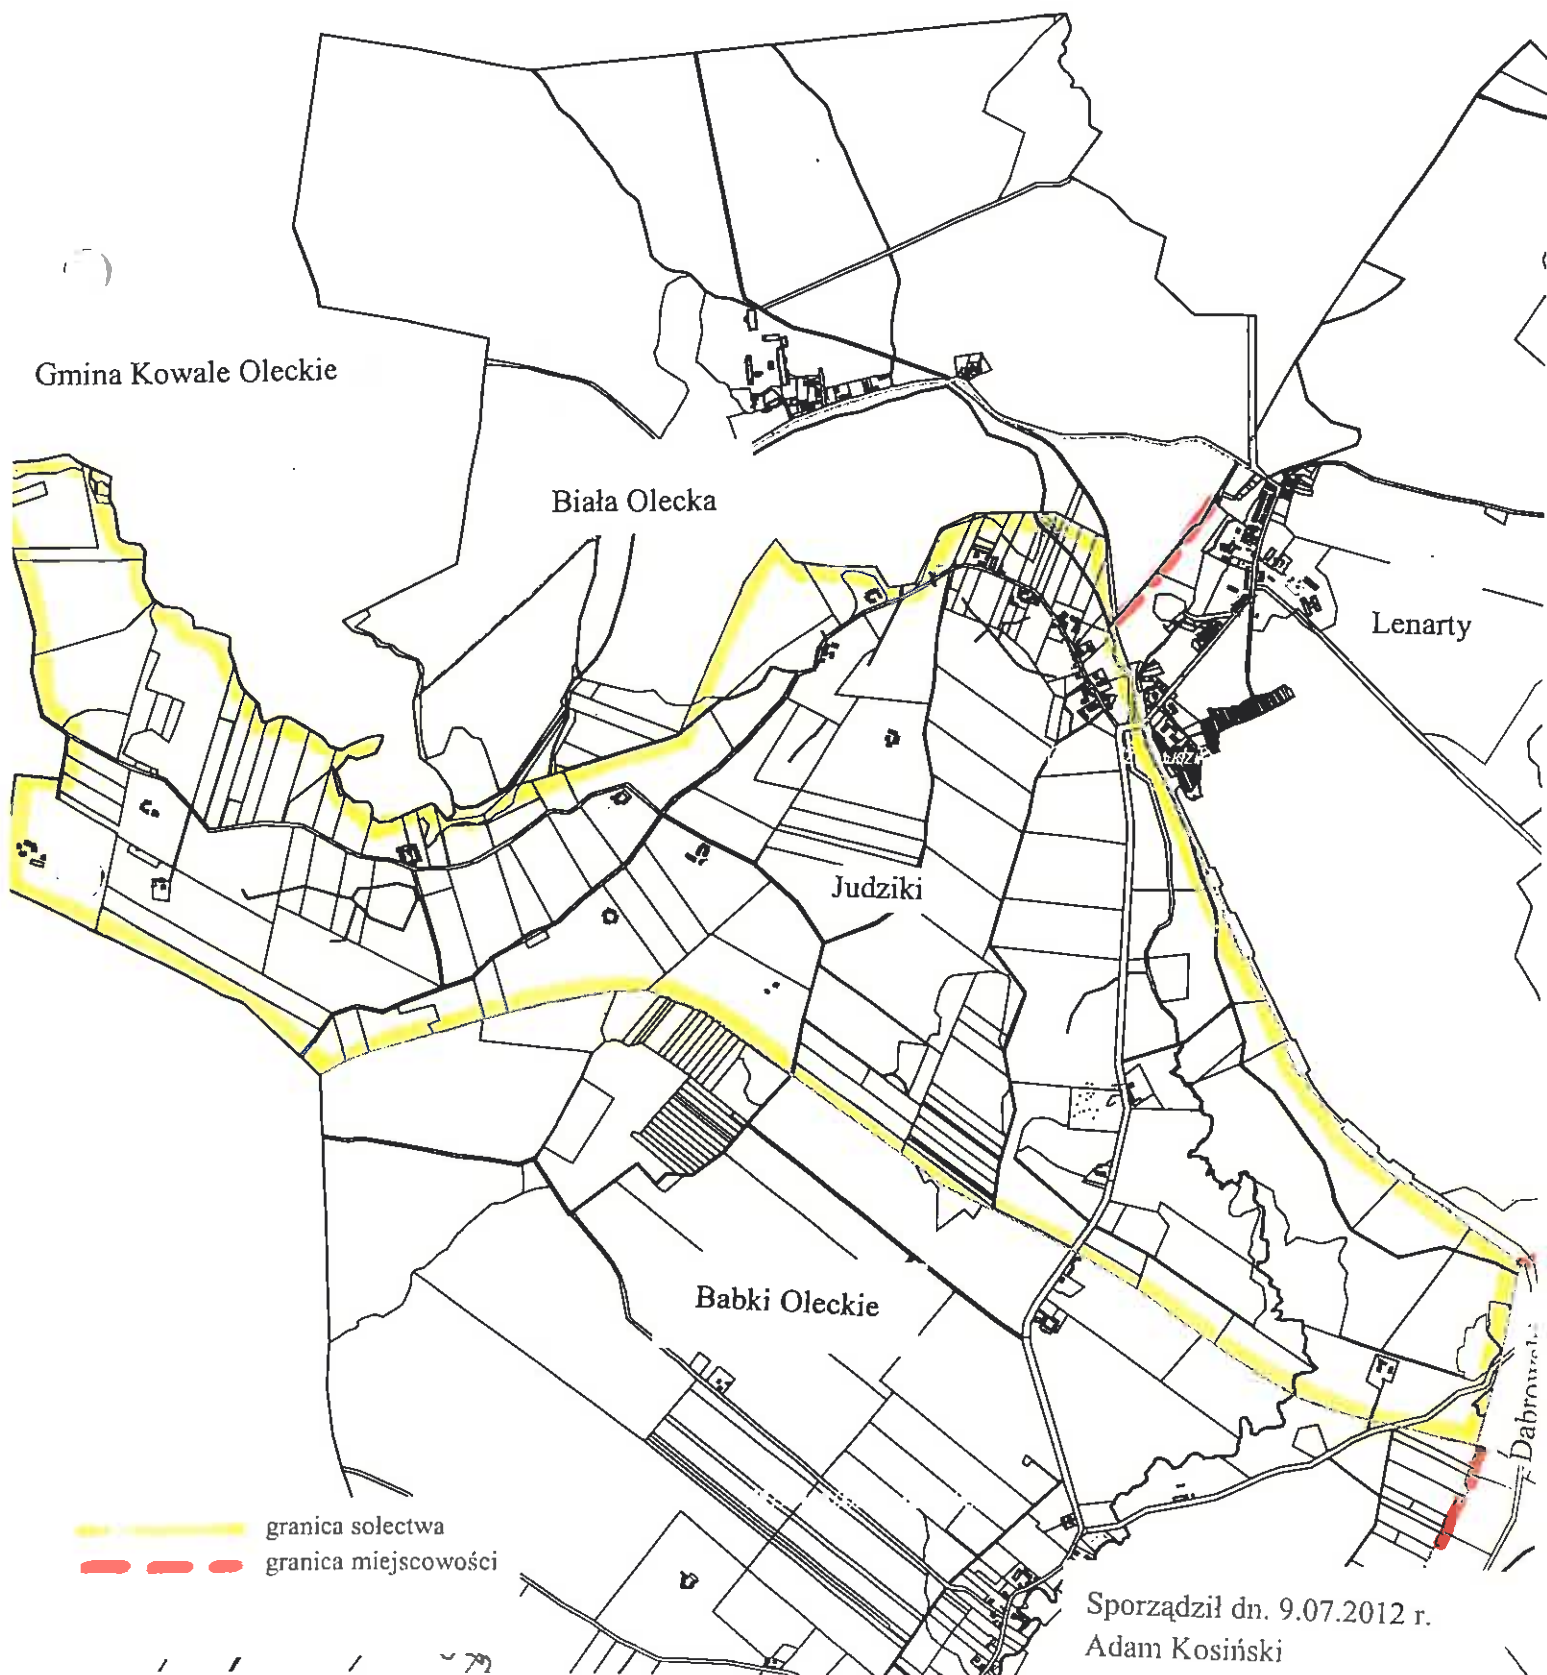 Gmina Kowale Oleckie
Biała Olecka
Lenarty
Judziki
Babki Oleckie
granica sołectwa
granica miejscowości
Sporządził dn. 9.07.2012 r.
Adam Kosiński